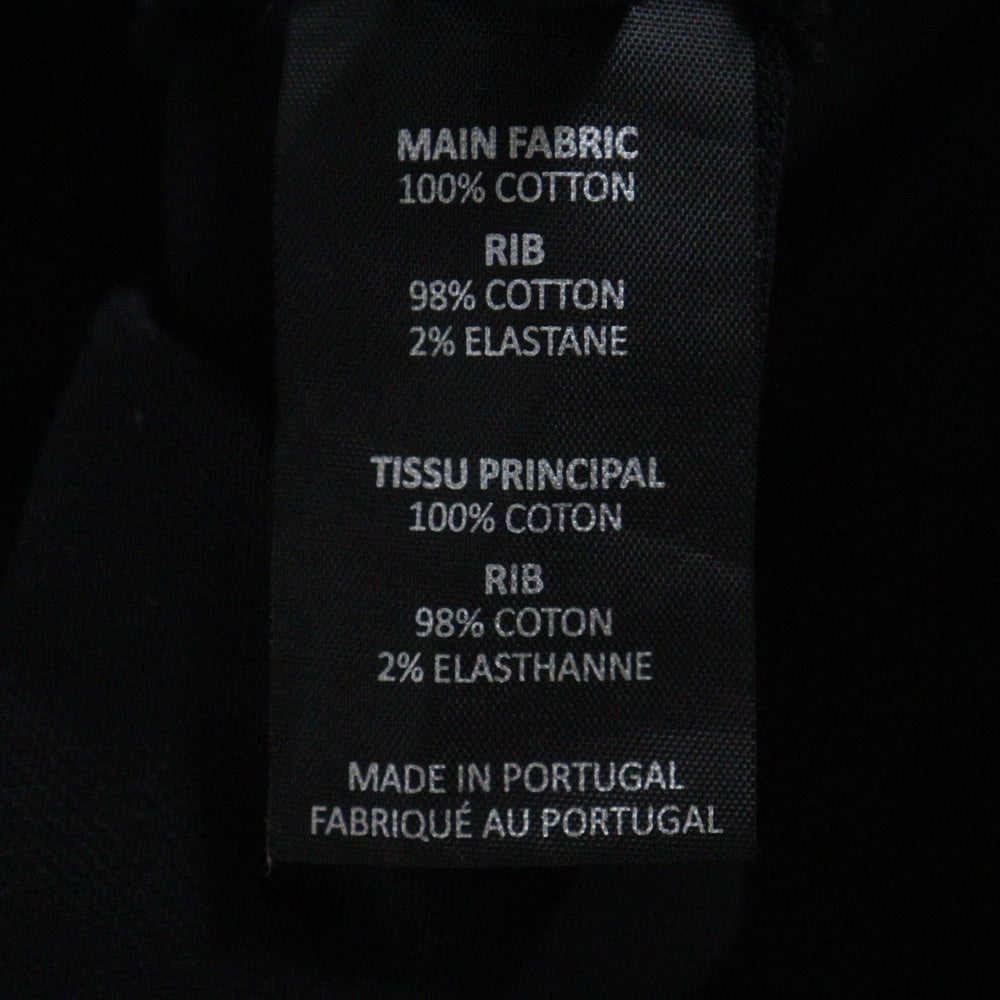 MAIN FABRIC
100% COTTON
RIB
98% COTTON
2% ELASTANE
TISSU PRINCIPAL
100% COTON
RIB
98% COTON
2% ELASTHANNE
MADE IN PORTUGAL
FABRIQUÉ AU PORTUGAL